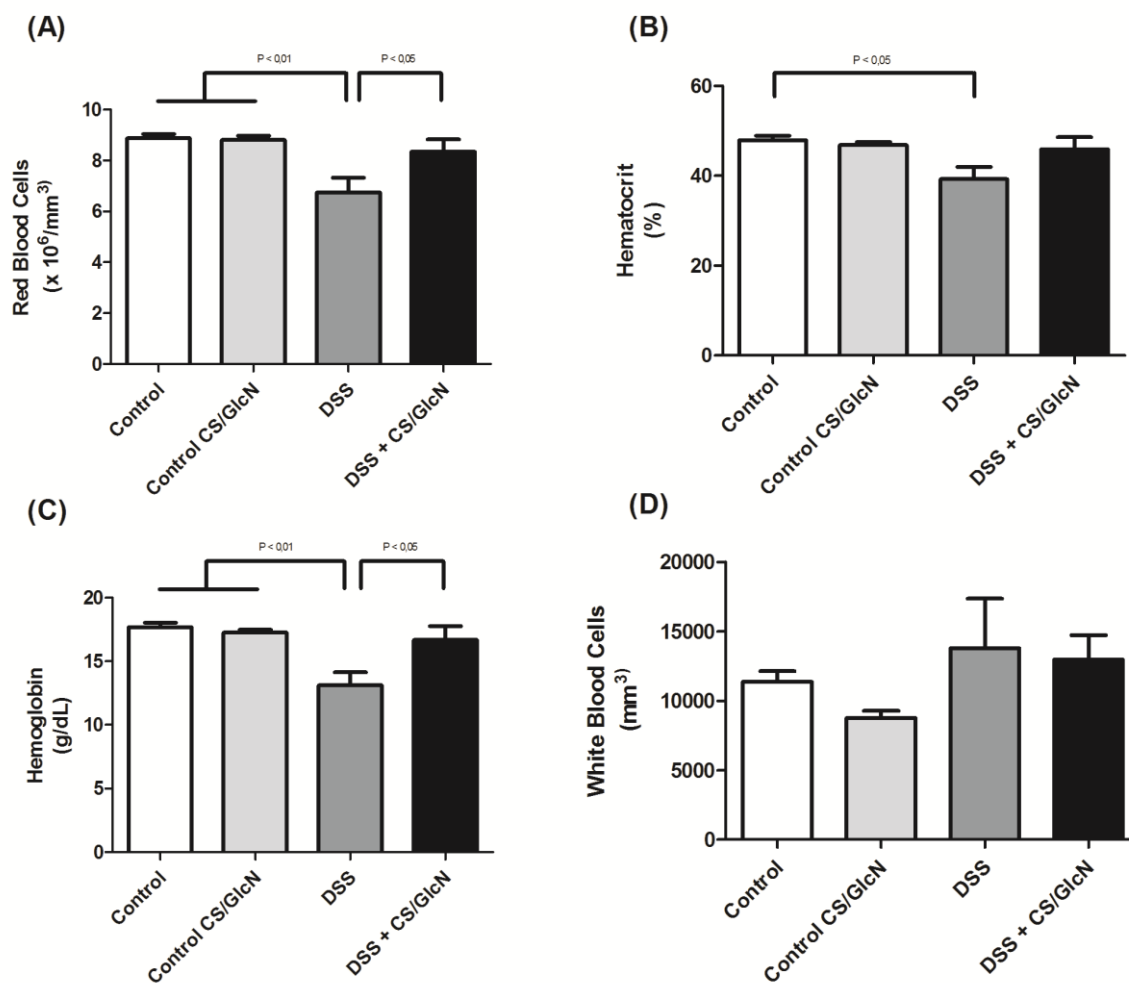 (A)
P < 0,01
P < 0,05
Red Blood Cells
(x 10⁶/mm³)
10
8
6
4
2
0
Control
Control CS/GlcN
DSS
DSS + CS/GlcN
(B)
P < 0,05
Hematocrit
(%)
60
40
20
0
Control
Control CS/GlcN
DSS
DSS + CS/GlcN
(C)
P < 0,01
P < 0,05
Hemoglobin
(g/dL)
20
15
10
5
0
Control
Control CS/GlcN
DSS
DSS + CS/GlcN
(D)
White Blood Cells
(mm³)
20000
15000
10000
5000
0
Control
Control CS/GlcN
DSS
DSS + CS/GlcN